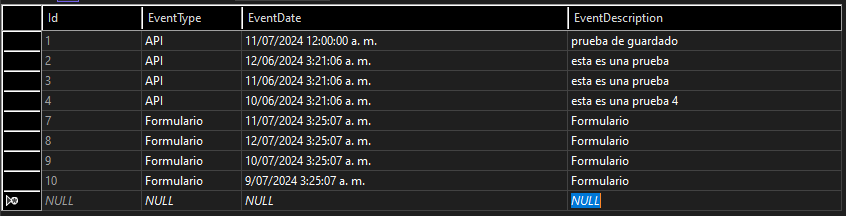 Id EventType EventDate EventDescription
1 API 11/07/2024 12:00:00 a. m. prueba de guardado
2 API 12/06/2024 3:21:06 a. m. esta es una prueba
3 API 11/06/2024 3:21:06 a. m. esta es una prueba
4 API 10/06/2024 3:21:06 a. m. esta es una prueba 4
7 Formulario 11/07/2024 3:25:07 a. m. Formulario
8 Formulario 12/07/2024 3:25:07 a. m. Formulario
9 Formulario 10/07/2024 3:25:07 a. m. Formulario
10 Formulario 9/07/2024 3:25:07 a. m. Formulario
NULL NULL NULL NULL